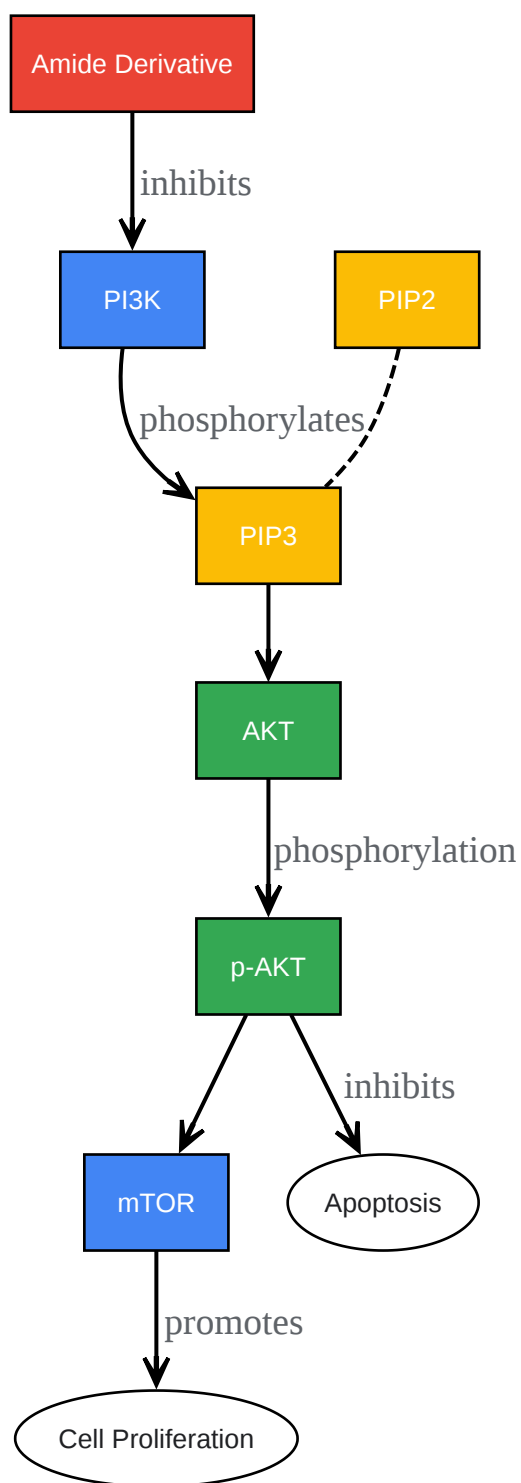 Amide Derivative
inhibits
PI3K
PIP2
phosphorylates
PIP3
AKT
phosphorylation
p-AKT
inhibits
mTOR
Apoptosis
promotes
Cell Proliferation